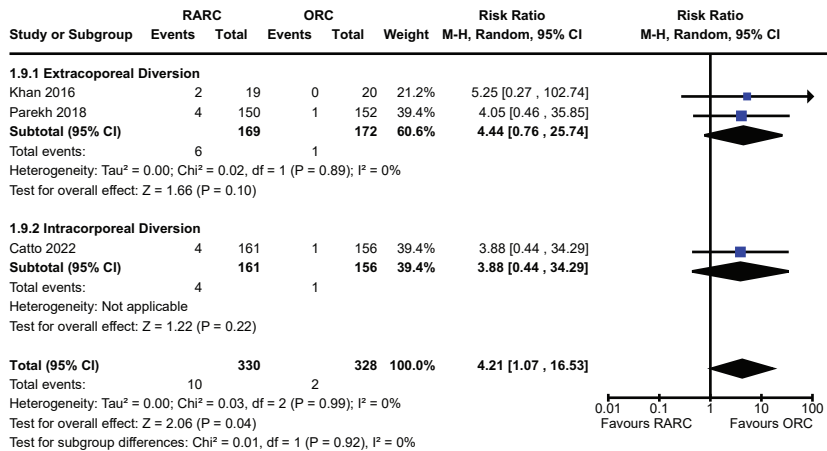 RARC ORC Risk Ratio Risk Ratio
Study or Subgroup Events Total Events Total Weight M-H, Random, 95% CI M-H, Random, 95% CI
1.9.1 Extracoporeal Diversion
Khan 2016 2 19 0 20 21.2% 5.25 [0.27 , 102.74]
Parekh 2018 4 150 1 152 39.4% 4.05 [0.46 , 35.85]
Subtotal (95% CI) 169 172 60.6% 4.44 [0.76 , 25.74]
Total events: 6 1
Heterogeneity: Tau² = 0.00; Chi² = 0.02, df = 1 (P = 0.89); I² = 0%
Test for overall effect: Z = 1.66 (P = 0.10)
1.9.2 Intracorporeal Diversion
Catto 2022 4 161 1 156 39.4% 3.88 [0.44 , 34.29]
Subtotal (95% CI) 161 156 39.4% 3.88 [0.44 , 34.29]
Total events: 4 1
Heterogeneity: Not applicable
Test for overall effect: Z = 1.22 (P = 0.22)
Total (95% CI) 330 328 100.0% 4.21 [1.07 , 16.53]
Total events: 10 2
Heterogeneity: Tau² = 0.00; Chi² = 0.03, df = 2 (P = 0.99); I² = 0%
Test for overall effect: Z = 2.06 (P = 0.04)
Test for subgroup differences: Chi² = 0.01, df = 1 (P = 0.92), I² = 0%
0.01 0.1 1 10 100
Favours RARC Favours ORC